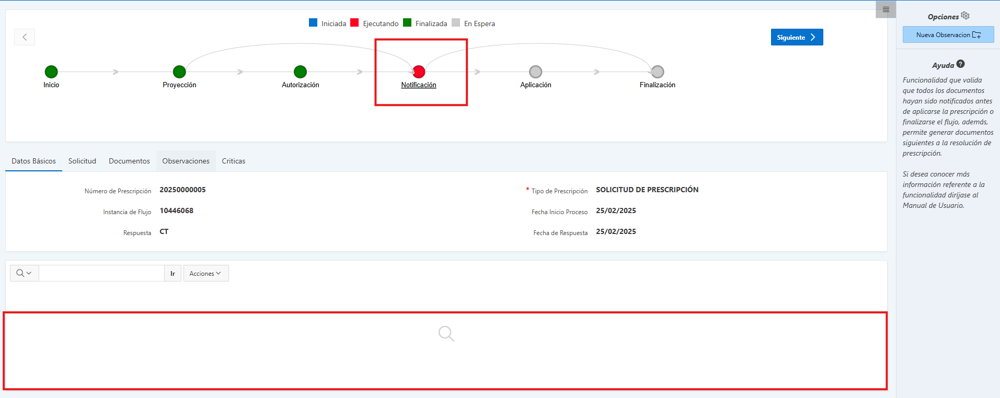 Iniciada Ejecutando Finalizada En Espera
Siguiente
Inicio Proyección Autorización Notificación Aplicación Finalización
Datos Básicos Solicitud Documentos Observaciones Criticas
Número de Prescripción 20250000005 * Tipo de Prescripción SOLICITUD DE PRESCRIPCIÓN
Instancia de Flujo 10446068 Fecha Inicio Proceso 25/02/2025
Respuesta CT Fecha de Respuesta 25/02/2025
Ir Acciones
Opciones
Nueva Observacion
Ayuda
Funcionalidad que valida
que todos los documentos
hayan sido notificados antes
de aplicarse la prescripción o
finalizarse el flujo, además,
permite generar documentos
siguientes a la resolución de
prescripción.
Si desea conocer más
información referente a la
funcionalidad diríjase al
Manual de Usuario.